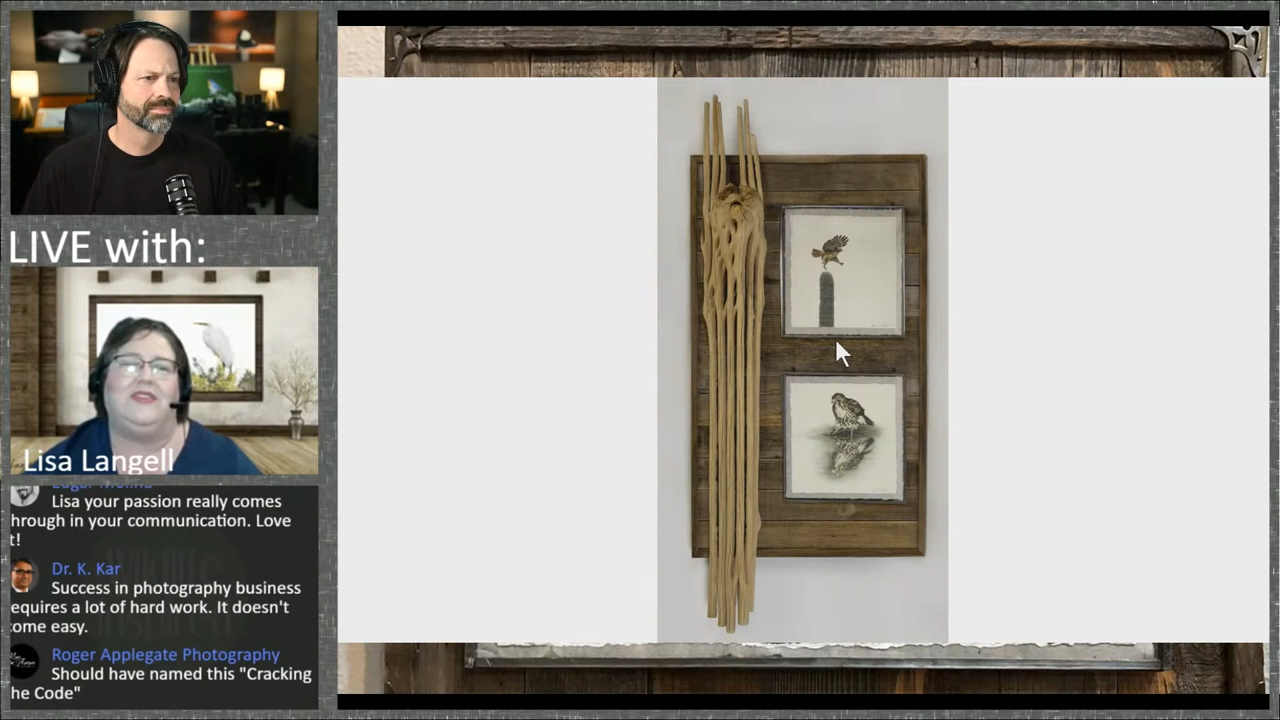 LIVE with:
Lisa Langell
Lisa your passion really comes
hrough in your communication. Love
t!
Dr. K. Kar
Success in photography business
equires a lot of hard work. It doesn't
ome easy.
Roger Applegate Photography
Should have named this "Cracking
he Code"